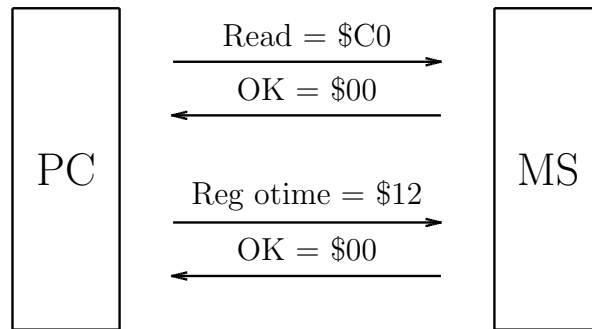 Read = $C0
OK = $00
PC
MS
Reg otime = $12
OK = $00